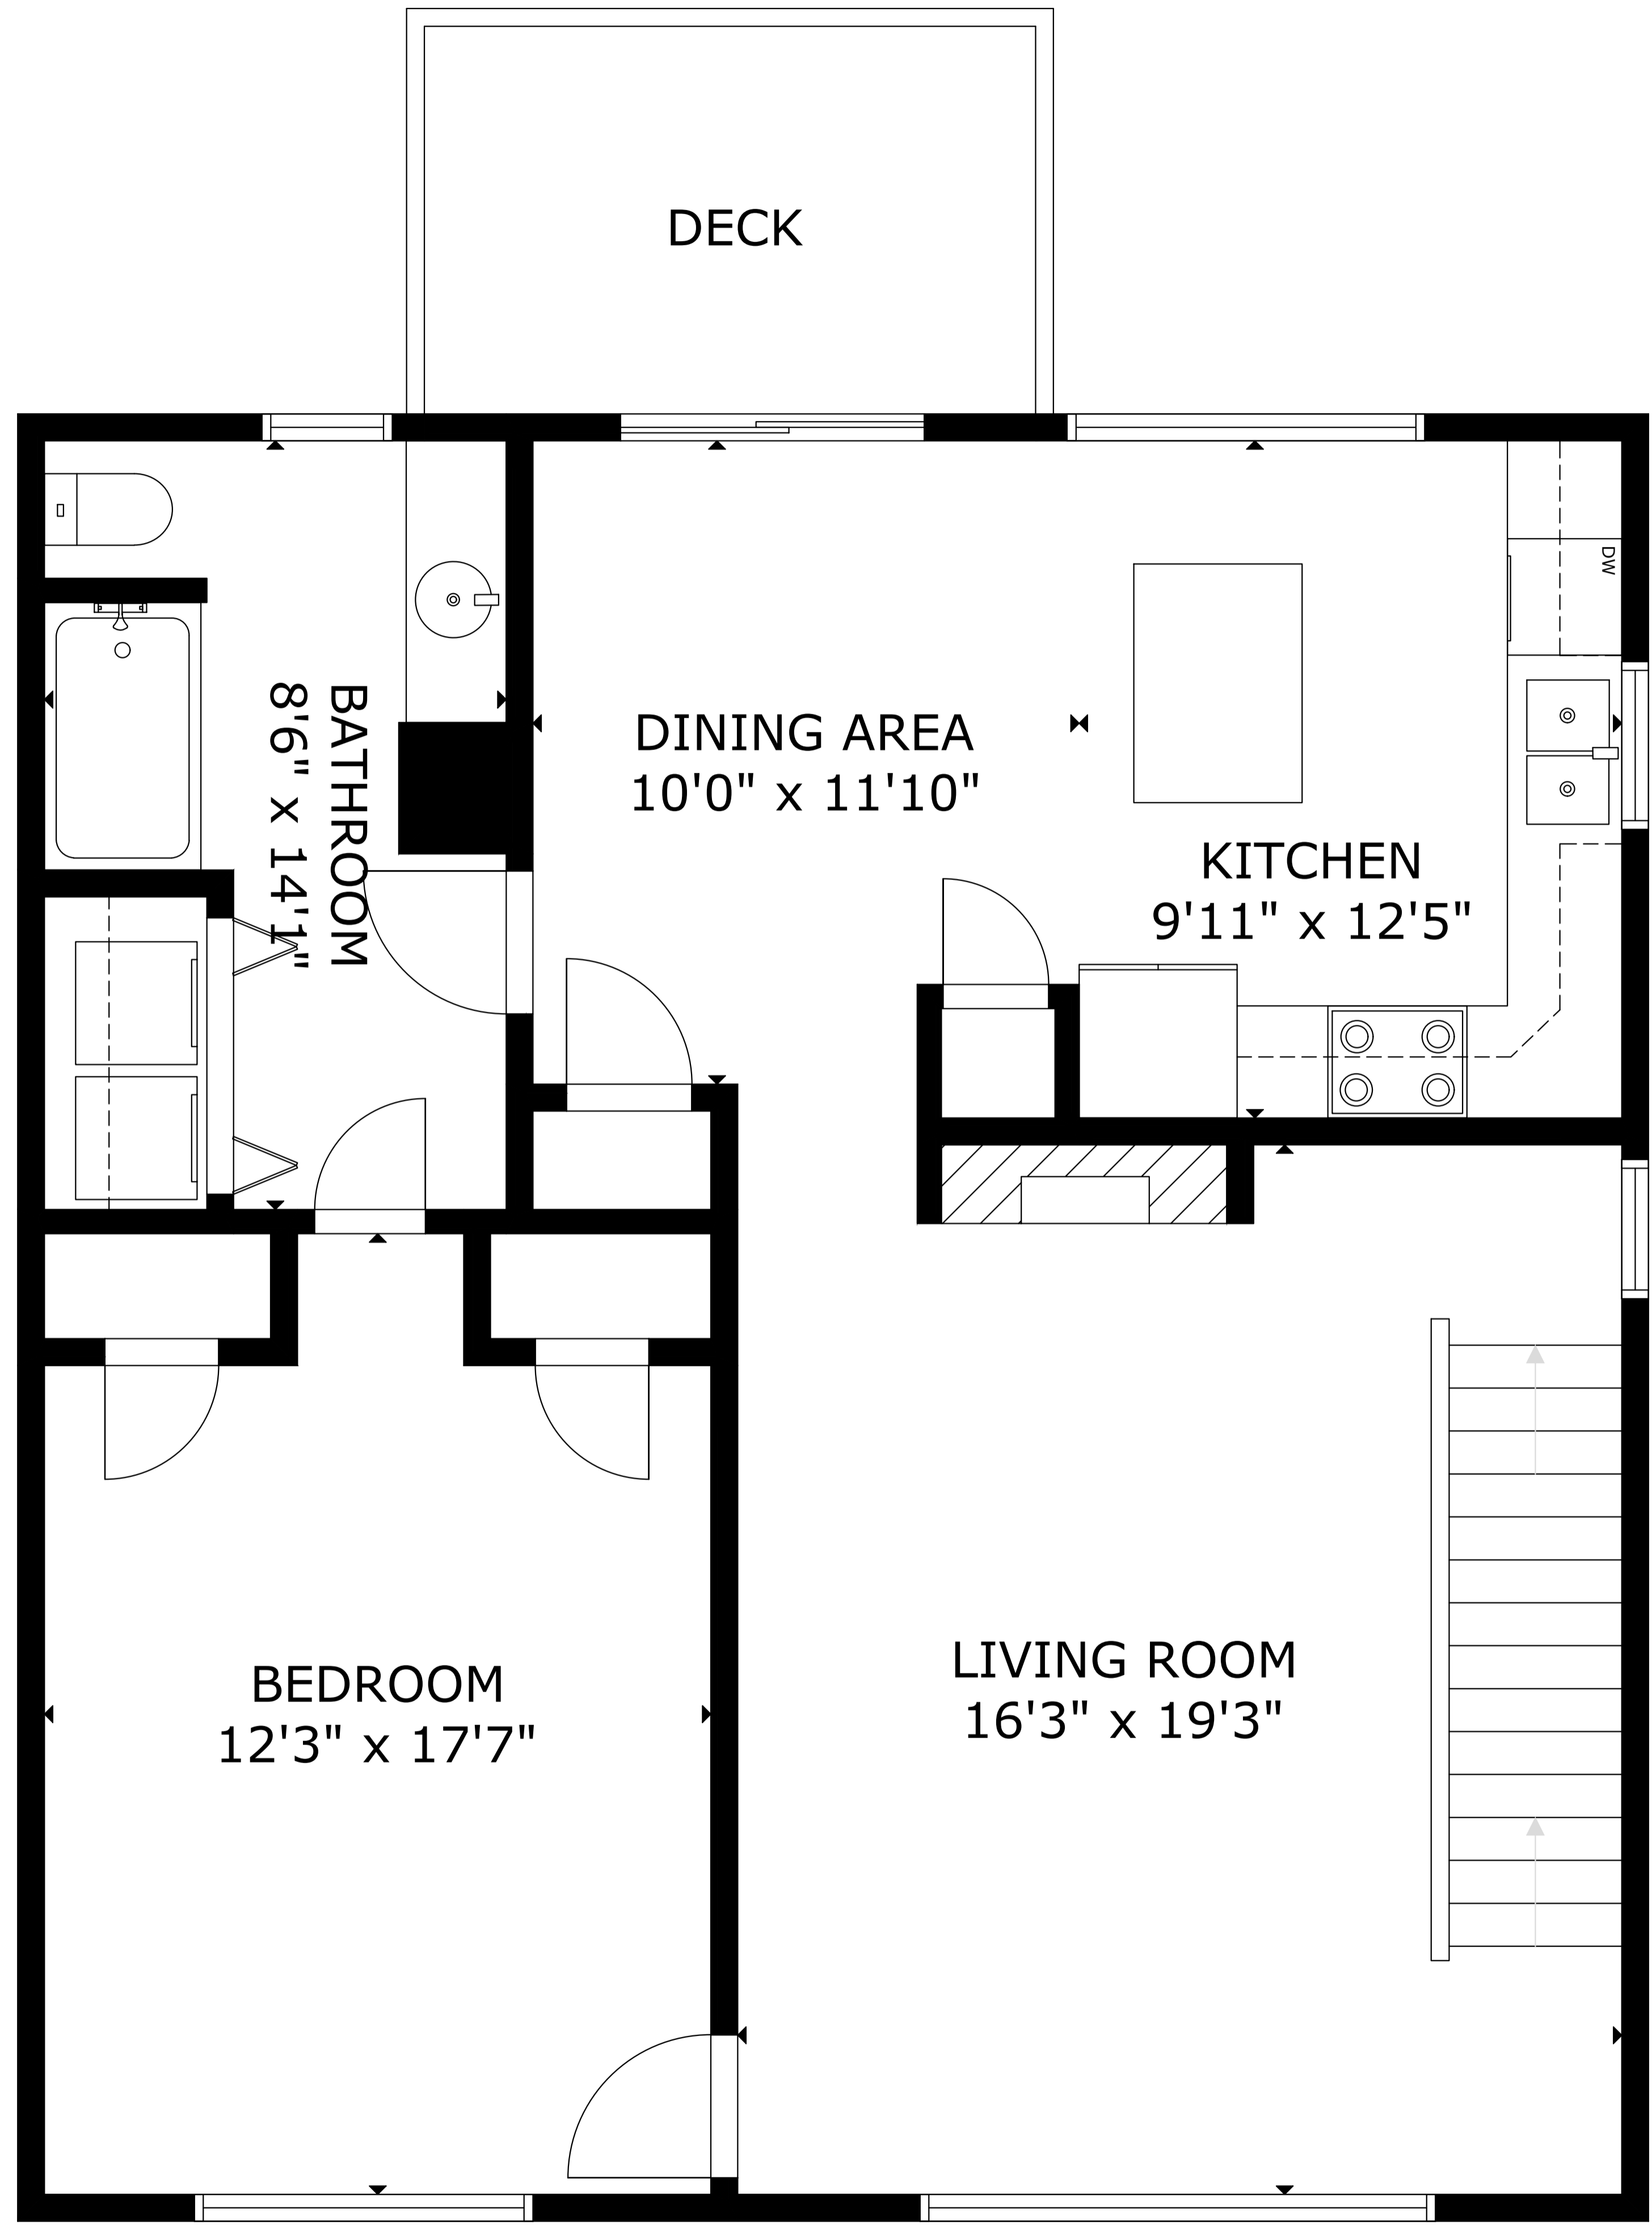 DECK
DW
BATHROOM
8'6" x 14'1"
DINING AREA
10'0" x 11'10"
KITCHEN
9'11" x 12'5"
BEDROOM
12'3" x 17'7"
LIVING ROOM
16'3" x 19'3"